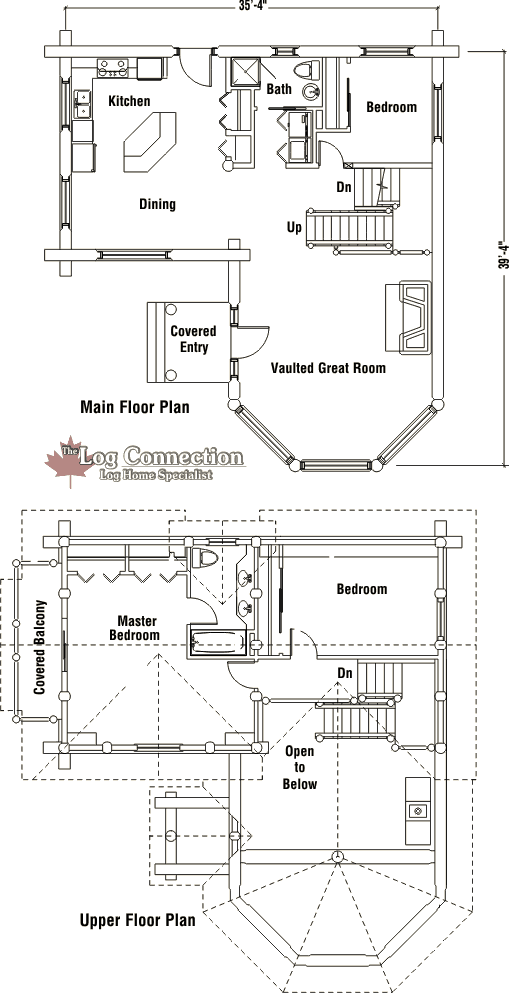 35'-4"
Kitchen
Bath
Bedroom
Dining
Dn
Up
39'-4"
Covered
Entry
Vaulted Great Room
Main Floor Plan
The Log Connection
Log Home Specialist
Bedroom
Master
Bedroom
Covered Balcony
Dn
Open
to
Below
Upper Floor Plan